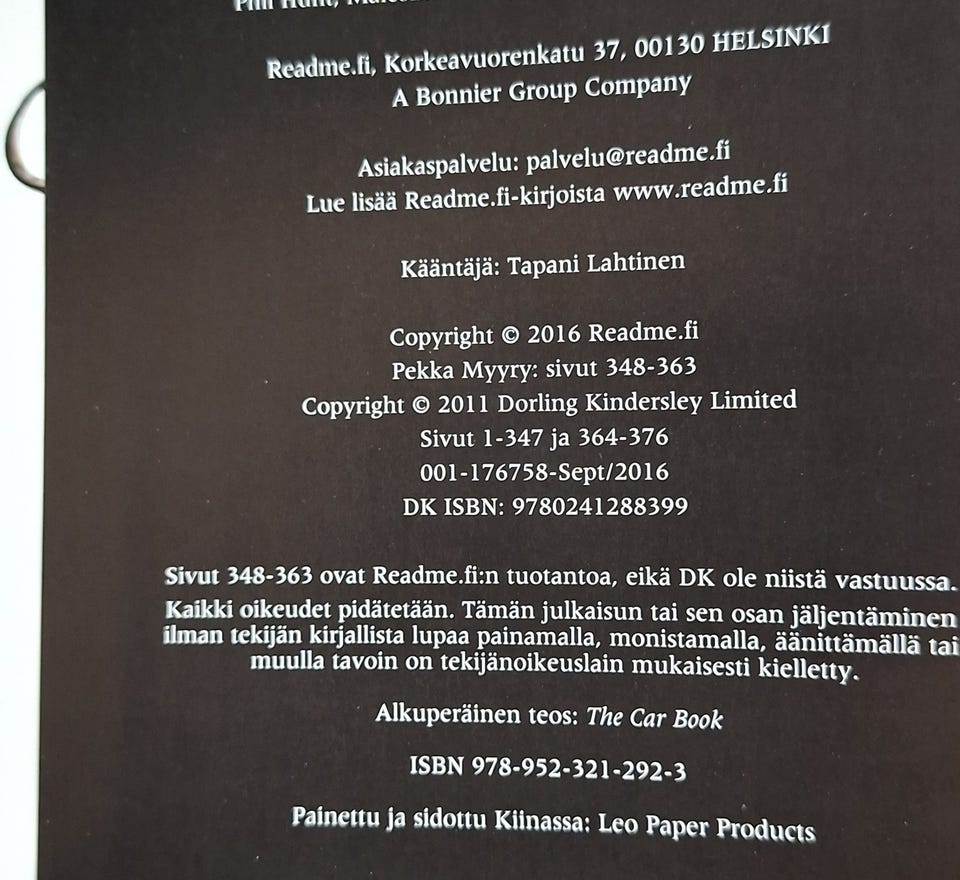 Phil Hunt,
Readme.fi, Korkeavuorenkatu 37, 00130 HELSINKI
A Bonnier Group Company
Asiakaspalvelu: palvelu@readme.fi
Lue lisää Readme.fi-kirjoista www.readme.fi
Kääntäjä: Tapani Lahtinen
Copyright © 2016 Readme.fi
Pekka Myyry: sivut 348-363
Copyright © 2011 Dorling Kindersley Limited
Sivut 1-347 ja 364-376
001-176758-Sept/2016
DK ISBN: 9780241288399
Sivut 348-363 ovat Readme.fi:n tuotantoa, eikä DK ole niistä vastuussa.
Kaikki oikeudet pidätetään. Tämän julkaisun tai sen osan jäljentäminen
ilman tekijän kirjallista lupaa painamalla, monistamalla, äänittämällä tai
muulla tavoin on tekijänoikeuslain mukaisesti kielletty.
Alkuperäinen teos: The Car Book
ISBN 978-952-321-292-3
Painettu ja sidottu Kiinassa: Leo Paper Products